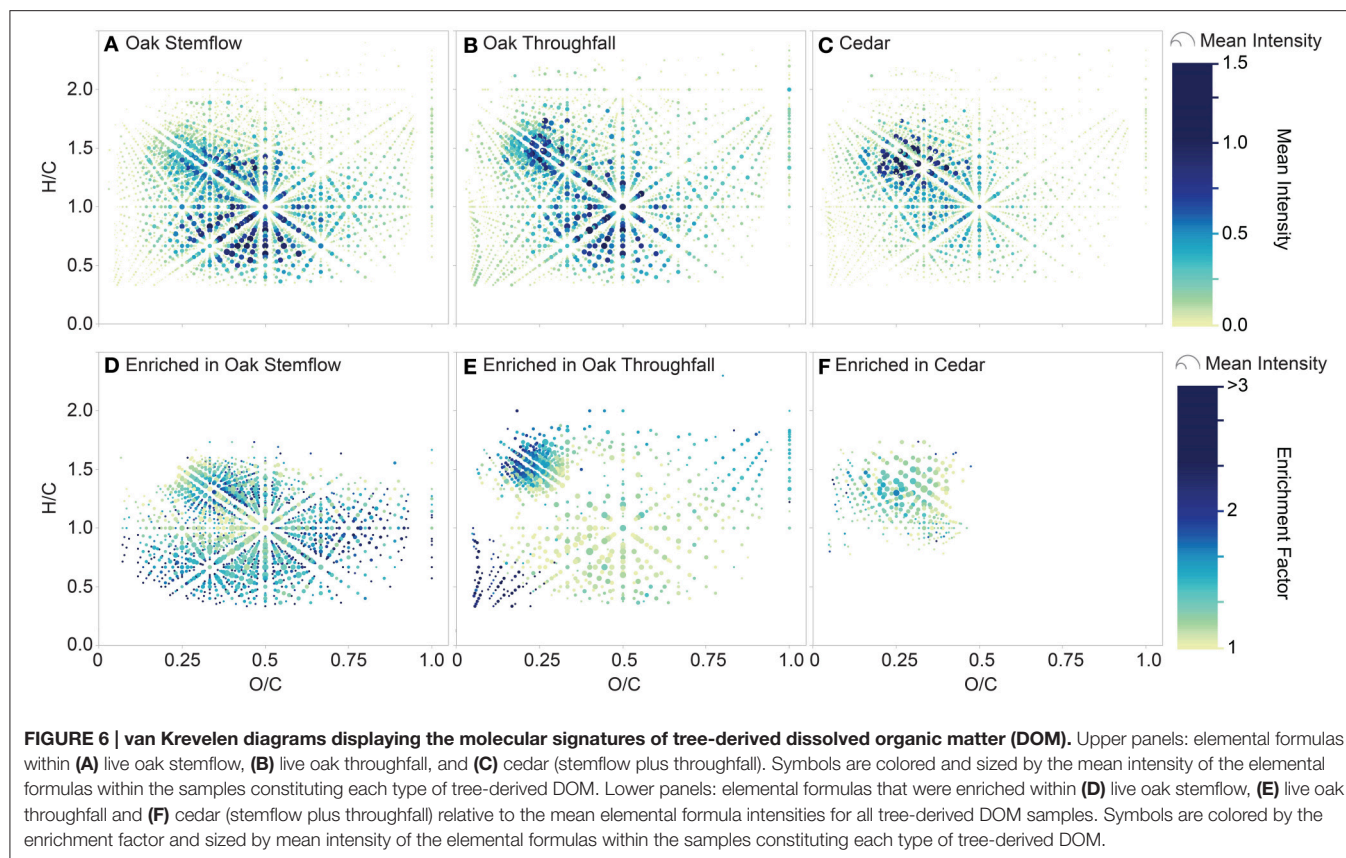 A Oak Stemflow
B Oak Throughfall
C Cedar
Mean Intensity
1.5
1.0
0.5
0.0
Mean Intensity
H/C
2.0
1.5
1.0
0.5
0.0
D Enriched in Oak Stemflow
E Enriched in Oak Throughfall
F Enriched in Cedar
Mean Intensity
>3
2
1
Enrichment Factor
H/C
2.0
1.5
1.0
0.5
0.0
0 0.25 0.5 0.75 1.0 0 0.25 0.5 0.75 1.0 0 0.25 0.5 0.75 1.0
O/C O/C O/C
FIGURE 6 | van Krevelen diagrams displaying the molecular signatures of tree-derived dissolved organic matter (DOM). Upper panels: elemental formulas
within (A) live oak stemflow, (B) live oak throughfall, and (C) cedar (stemflow plus throughfall). Symbols are colored and sized by the mean intensity of the elemental
formulas within the samples constituting each type of tree-derived DOM. Lower panels: elemental formulas that were enriched within (D) live oak stemflow, (E) live oak
throughfall and (F) cedar (stemflow plus throughfall) relative to the mean elemental formula intensities for all tree-derived DOM samples. Symbols are colored by the
enrichment factor and sized by mean intensity of the elemental formulas within the samples constituting each type of tree-derived DOM.